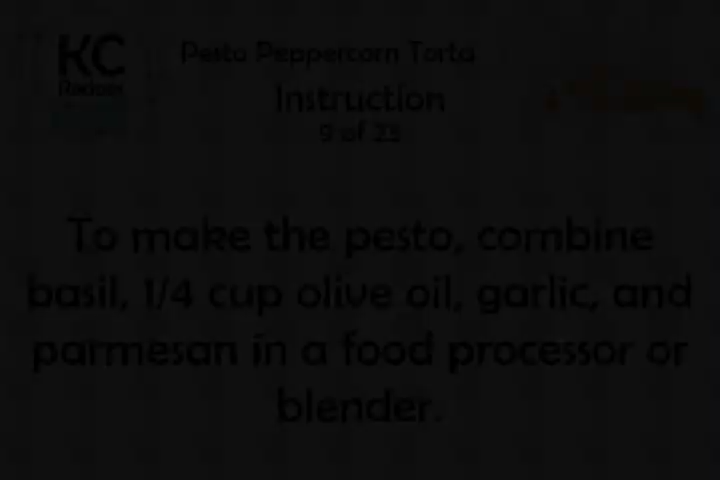 KC
Pesto Peppercorn Torta
Instruction
9 of 23
To make the pesto, combine
basil, 1/4 cup olive oil, garlic, and
parmesan in a food processor or
blender.